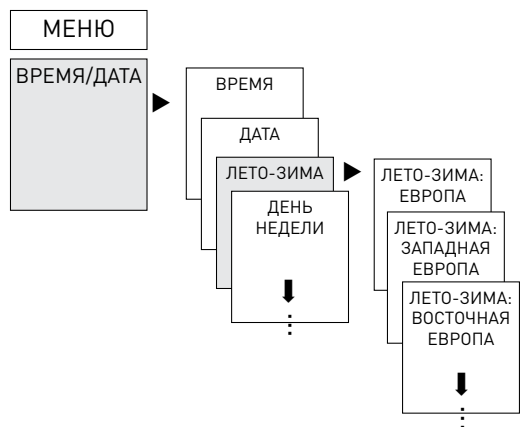 МЕНЮ
ВРЕМЯ/ДАТА
ВРЕМЯ
ДАТА
ЛЕТО-ЗИМА
ДЕНЬ
НЕДЕЛИ
ЛЕТО-ЗИМА:
ЕВРОПА
ЛЕТО-ЗИМА:
ЗАПАДНАЯ
ЕВРОПА
ЛЕТО-ЗИМА:
ВОСТОЧНАЯ
ЕВРОПА